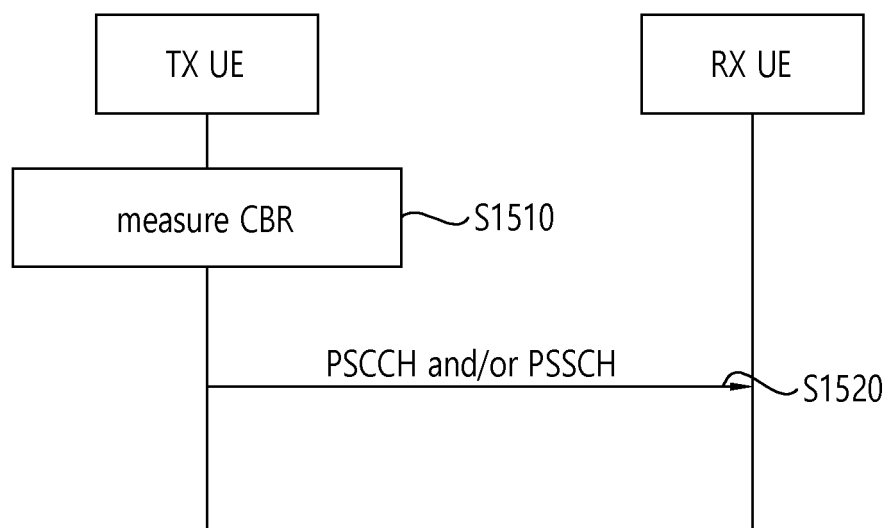 TX UE
RX UE
measure CBR
S1510
PSCCH and/or PSSCH
S1520